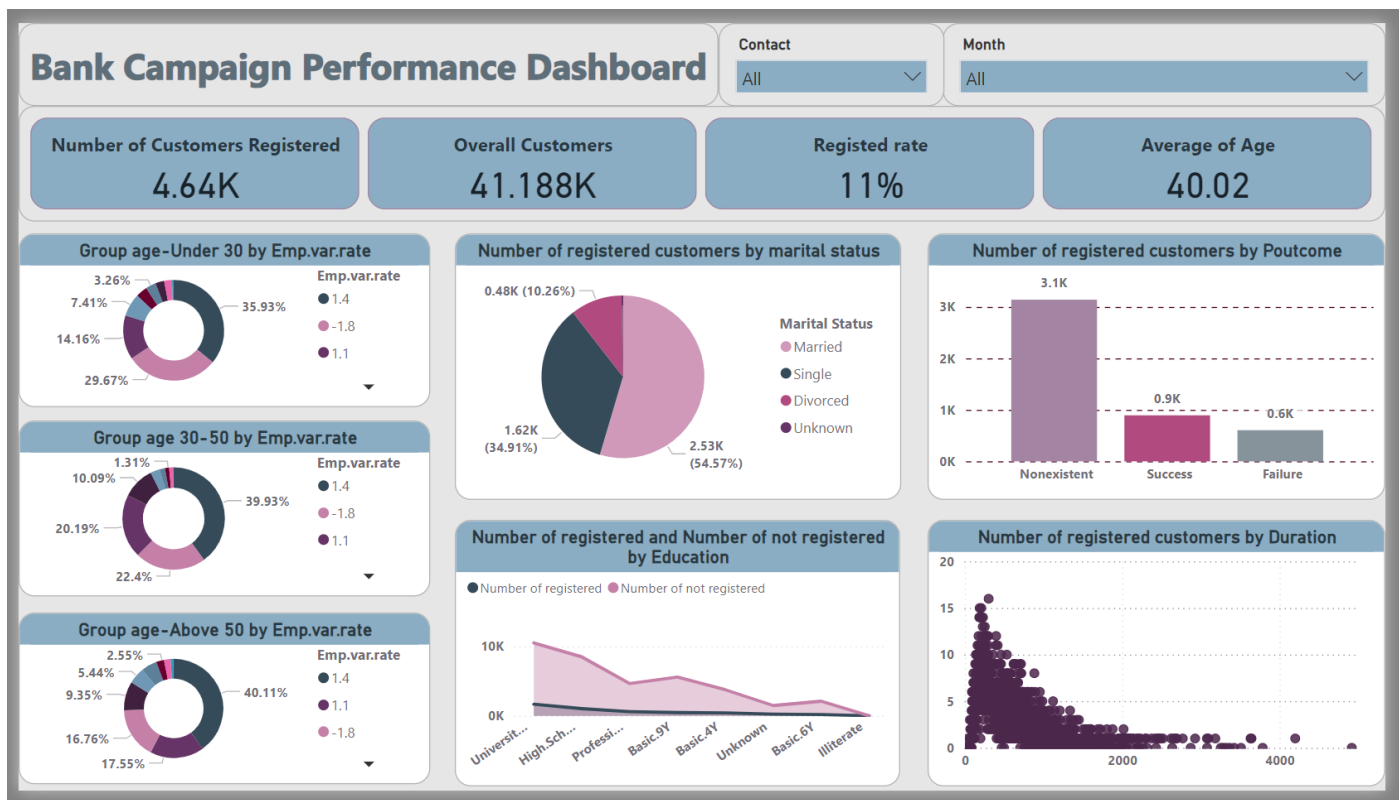 Bank Campaign Performance Dashboard
Contact
All
Month
All
Number of Customers Registered
4.64K
Overall Customers
41.188K
Registed rate
11%
Average of Age
40.02
Group age-Under 30 by Emp.var.rate
3.26%
7.41%
14.16%
29.67%
35.93%
Emp.var.rate
1.4
-1.8
1.1
Group age 30-50 by Emp.var.rate
1.31%
10.09%
20.19%
22.4%
39.93%
Emp.var.rate
1.4
-1.8
1.1
Group age-Above 50 by Emp.var.rate
2.55%
5.44%
9.35%
16.76%
17.55%
40.11%
Emp.var.rate
1.4
1.1
-1.8
Number of registered customers by marital status
0.48K (10.26%)
1.62K
(34.91%)
2.53K
(54.57%)
Marital Status
Married
Single
Divorced
Unknown
Number of registered customers by Poutcome
3K
2K
1K
0K
3.1K
0.9K
0.6K
Nonexistent
Success
Failure
Number of registered and Number of not registered
by Education
Number of registered
Number of not registered
10K
0K
Universit...
High.Sch...
Professi...
Basic.9Y
Basic.4Y
Unknown
Basic.6Y
Illiterate
Number of registered customers by Duration
20
15
10
5
0
0
2000
4000